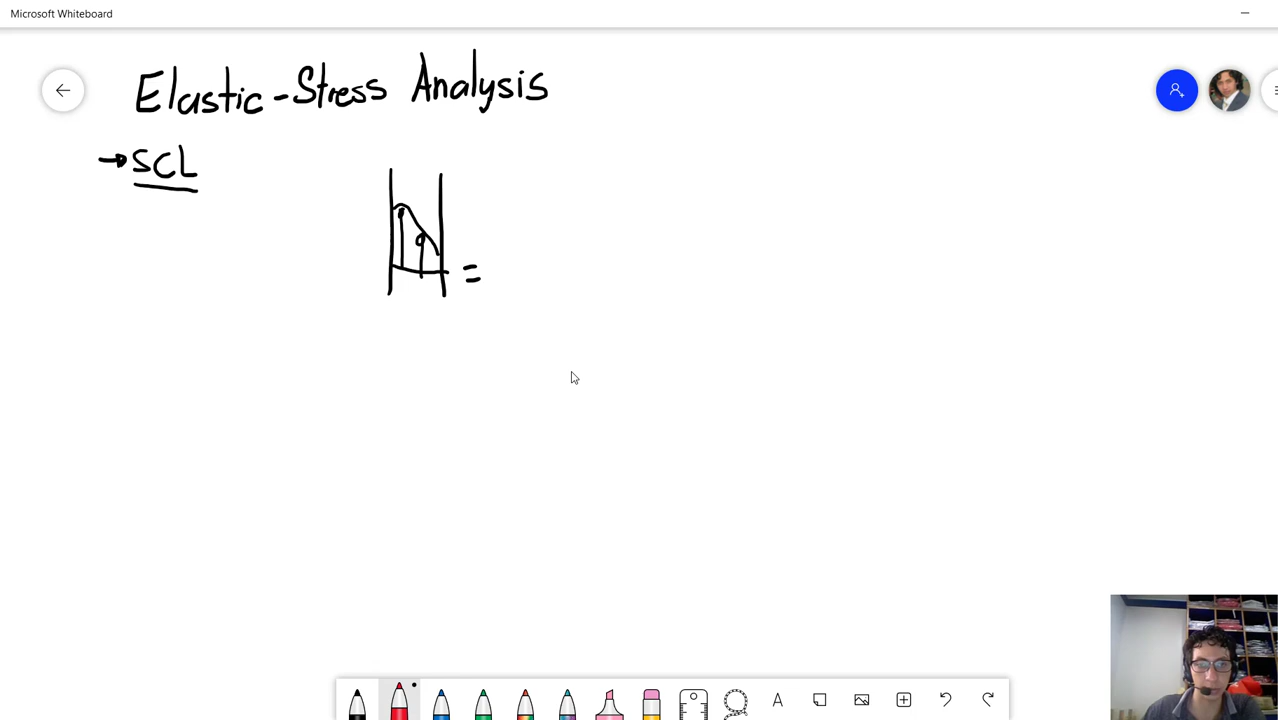 Microsoft Whiteboard
Elastic-Stress Analysis
→SCL
=
A